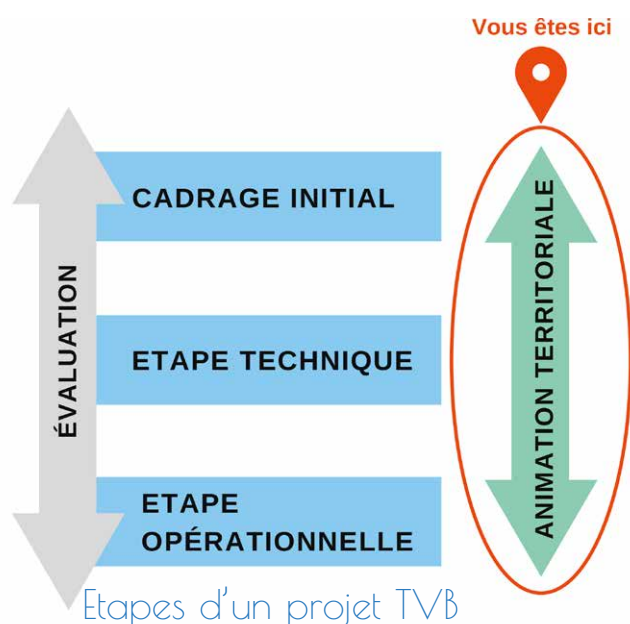 Vous êtes ici
CADRAGE INITIAL
ETAPE TECHNIQUE
ETAPE
OPÉRATIONNELLE
ÉVALUATION
ANIMATION TERRITORIALE
Etapes d'un projet TVB